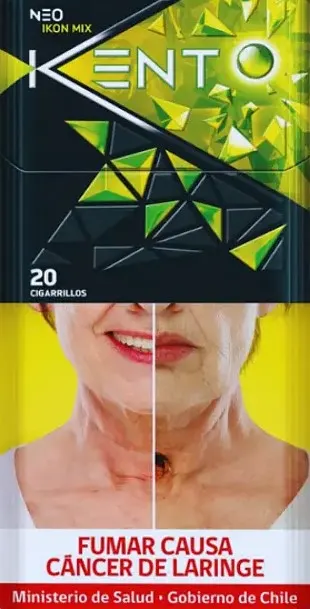 NEO
IKON MIX
KENT
20
CIGARRILLOS
FUMAR CAUSA
CÁNCER DE LARINGE
Ministerio de Salud • Gobierno de Chile